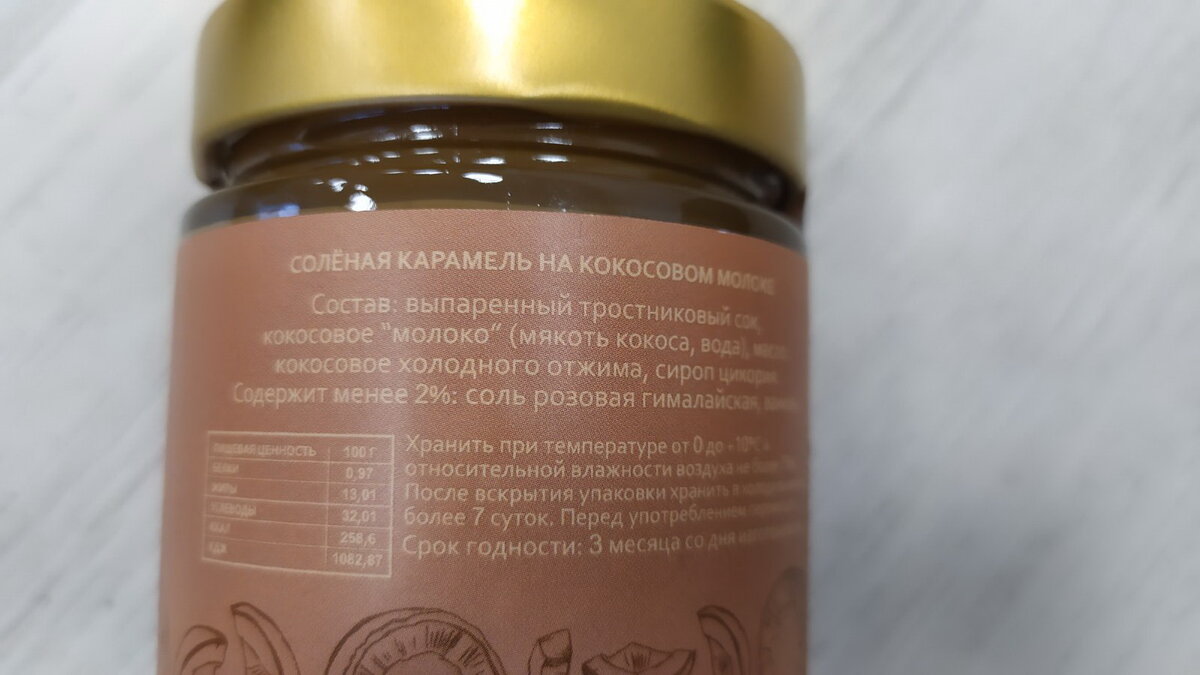 СОЛЁНАЯ КАРАМЕЛЬ НА КОКОСОВОМ МОЛОКЕ
Состав: выпаренный тростниковый сок,
кокосовое "молоко" (мякоть кокоса, вода),
кокосовое холодного отжима, сироп цикория.
Содержит менее 2%: соль розовая гималайская,
ПИЩЕВАЯ ЦЕННОСТЬ 100 г
БЕЛКИ 0,97
ЖИРЫ 13,01
УГЛЕВОДЫ 32,01
ККАЛ 258,6
КДЖ 1082,87
Хранить при температуре от 0 до +10°С и
относительной влажности воздуха не более
После вскрытия упаковки хранить в
более 7 суток. Перед употреблением
Срок годности: 3 месяца со дня